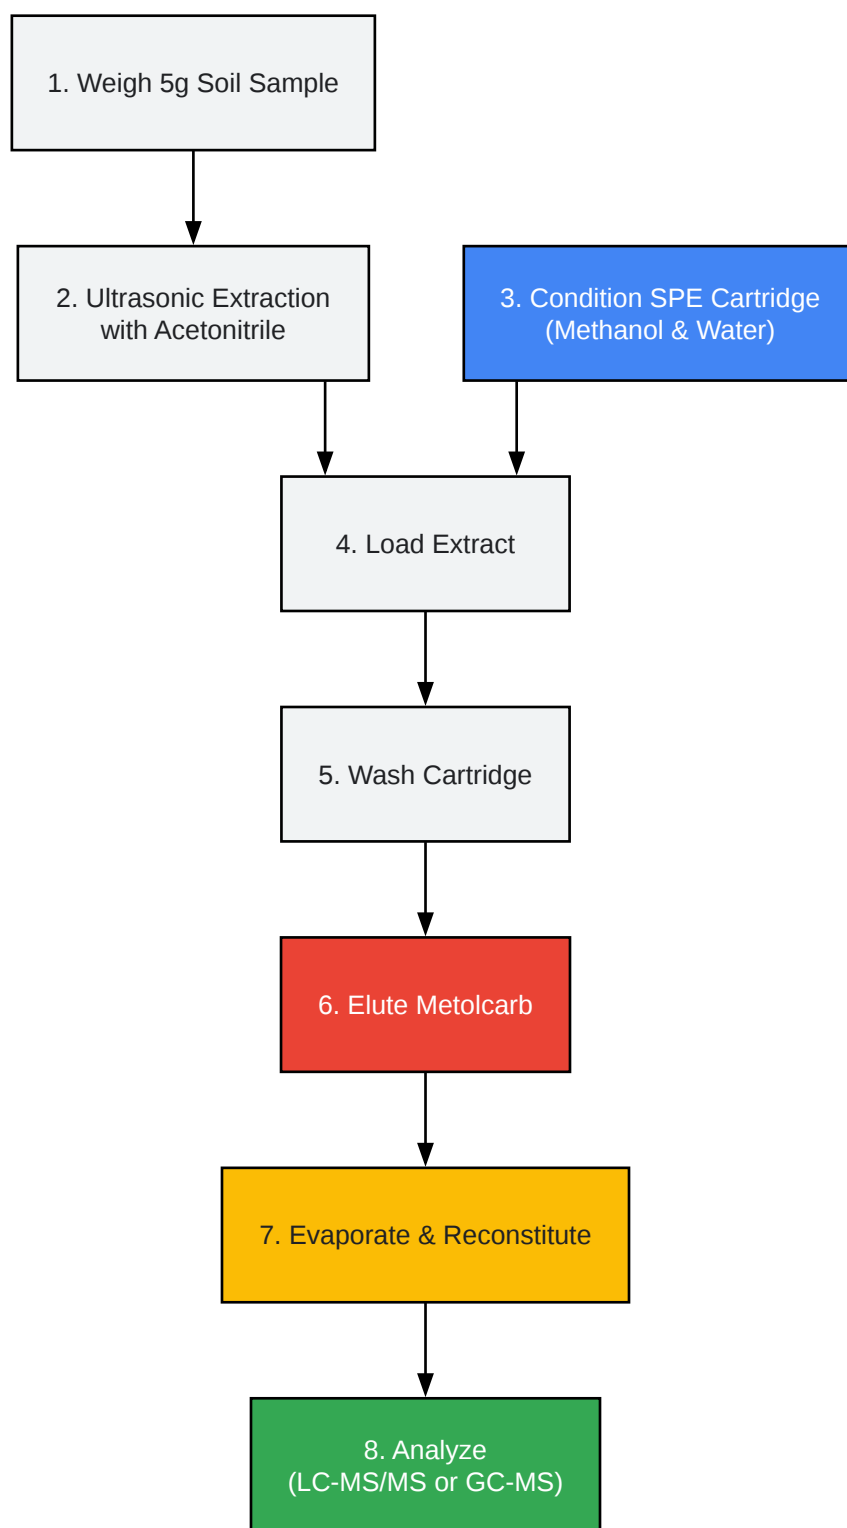 1. Weigh 5g Soil Sample
2. Ultrasonic Extraction
with Acetonitrile
3. Condition SPE Cartridge
(Methanol & Water)
4. Load Extract
5. Wash Cartridge
6. Elute Metolcarb
7. Evaporate & Reconstitute
8. Analyze
(LC-MS/MS or GC-MS)